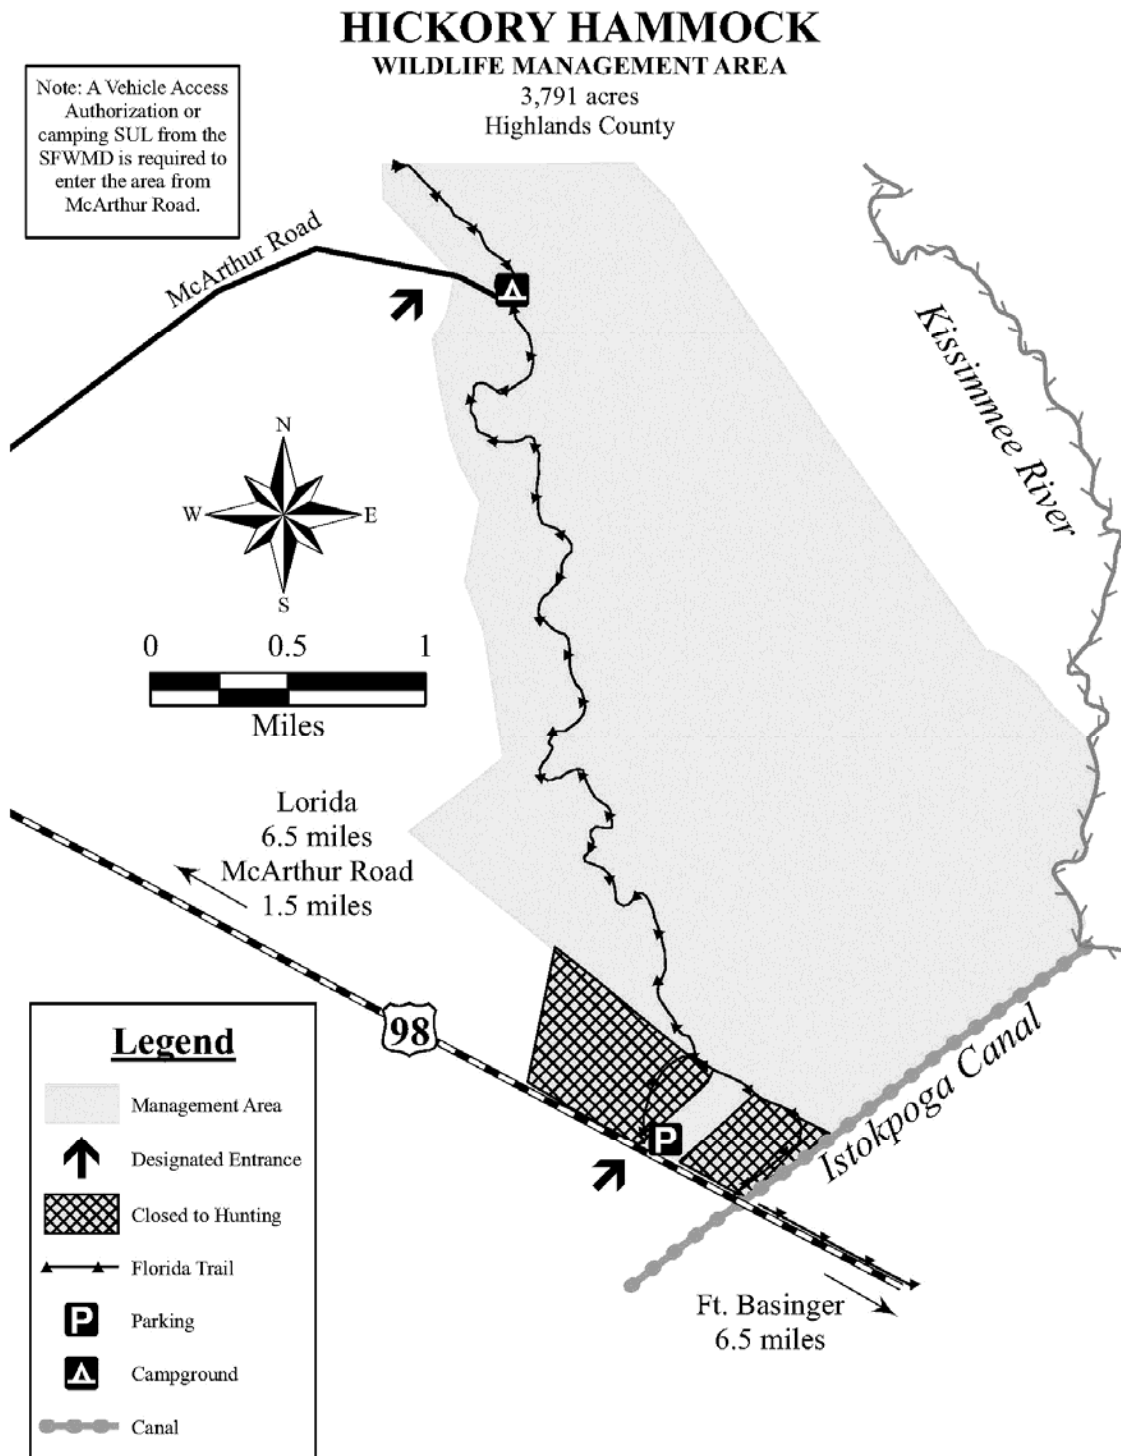 HICKORY HAMMOCK
WILDLIFE MANAGEMENT AREA
3,791 acres
Highlands County
Note: A Vehicle Access
Authorization or
camping SUL from the
SFWMD is required to
enter the area from
McArthur Road.
McArthur Road
Kissimmee River
N
W
E
S
0 0.5 1
Miles
Lorida
6.5 miles
McArthur Road
1.5 miles
98
P
Istokpoga Canal
Ft. Basinger
6.5 miles
Legend
Management Area
Designated Entrance
Closed to Hunting
Florida Trail
P Parking
Campground
Canal